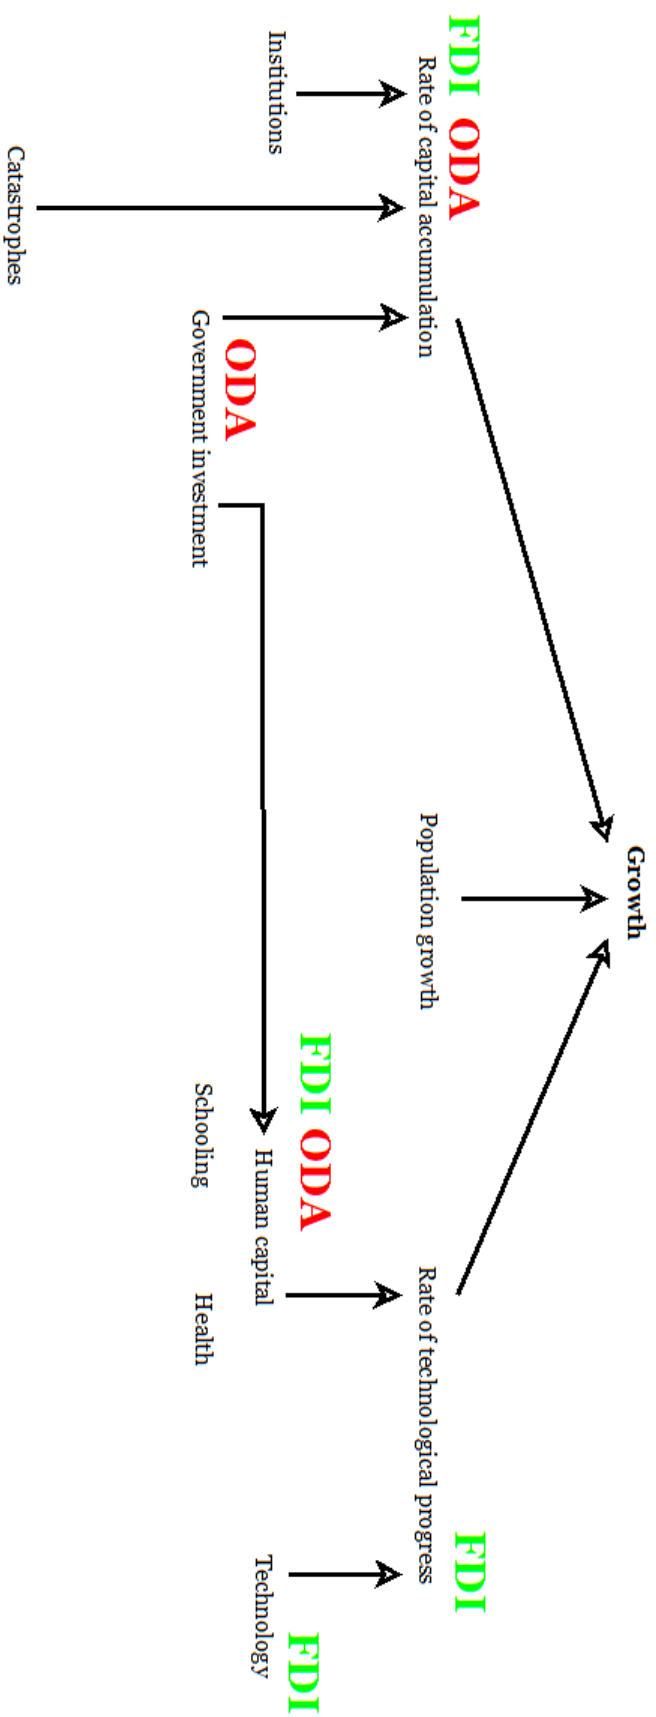 Growth
FDI ODA
FDI
Rate of capital accumulation
Population growth
Rate of technological progress
FDI ODA
FDI
Institutions
Human capital
Technology
ODA
Government investment
Schooling
Health
Catastrophes